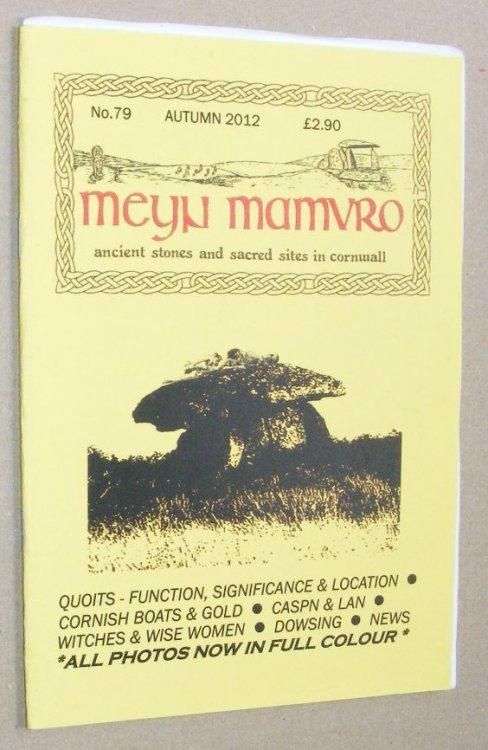 No.79 AUTUMN 2012 £2.90
meyn mamvro
ancient stones and sacred sites in cornwall
QUOITS - FUNCTION, SIGNIFICANCE & LOCATION ●
CORNISH BOATS & GOLD ● CASPN & LAN ●
WITCHES & WISE WOMEN ● DOWSING ● NEWS
*ALL PHOTOS NOW IN FULL COLOUR *